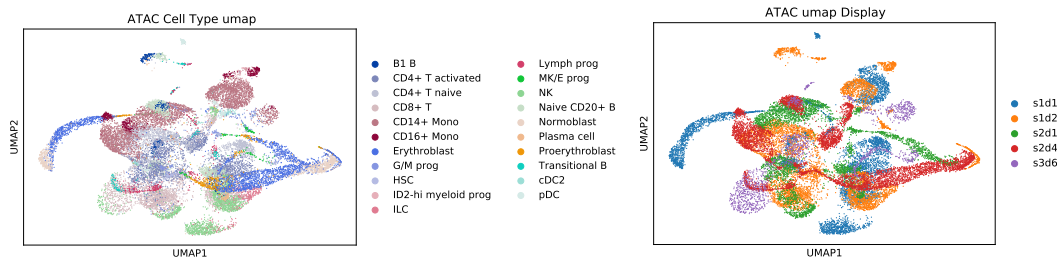 ATAC Cell Type umap
UMAP2
UMAP1
B1 B
CD4+ T activated
CD4+ T naive
CD8+ T
CD14+ Mono
CD16+ Mono
Erythroblast
G/M prog
HSC
ID2-hi myeloid prog
ILC
Lymph prog
MK/E prog
NK
Naive CD20+ B
Normoblast
Plasma cell
Proerythroblast
Transitional B
cDC2
pDC
ATAC umap Display
UMAP2
UMAP1
s1d1
s1d2
s2d1
s2d4
s3d6